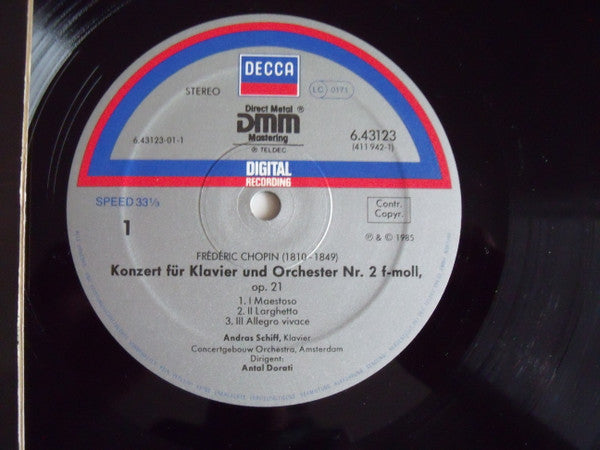 DECCA
STEREO
LC 0171
Direct Metal ®
DMM
Mastering
℗ TELDEC
6.43123-01-1
6.43123
(411 942-1)
DIGITAL
RECORDING
SPEED 33⅓
Contr.
Copyr.
1
℗ & © 1985
FRÉDÉRIC CHOPIN (1810-1849)
Konzert für Klavier und Orchester Nr. 2 f-moll,
op. 21
1. I Maestoso
2. II Larghetto
3. III Allegro vivace
Andras Schiff, Klavier
Concertgebouw Orchestra, Amsterdam
Dirigent:
Antal Dorati